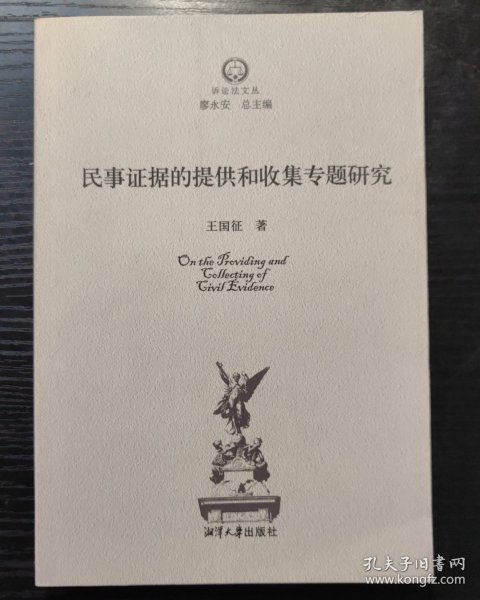 诉讼法文丛
廖永安 总主编
民事证据的提供和收集专题研究
王国征 著
On the Providing and
Collecting of
Civil Evidence
湘潭大学出版社
孔夫子旧书网
www.kongfz.com